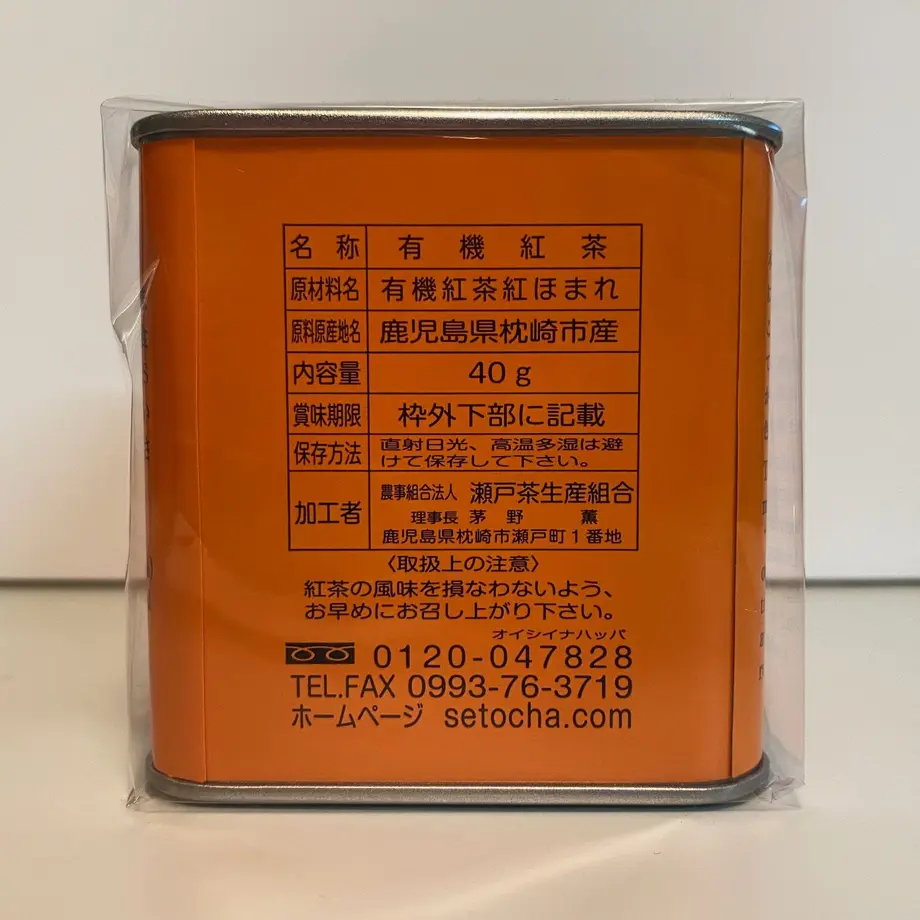 名称 有機紅茶
原材料名 有機紅茶紅ほまれ
原料原産地名 鹿児島県枕崎市産
内容量 40g
賞味期限 枠外下部に記載
保存方法 直射日光、高温多湿は避
けて保存して下さい。
加工者 農事組合法人 瀬戸茶生産組合
理事長 茅野 薫
鹿児島県枕崎市瀬戸町1番地
〈取扱上の注意〉
紅茶の風味を損なわないよう、
お早めにお召し上がり下さい。
オイシイナハッパ
0120-047828
TEL.FAX 0993-76-3719
ホームページ setocha.com